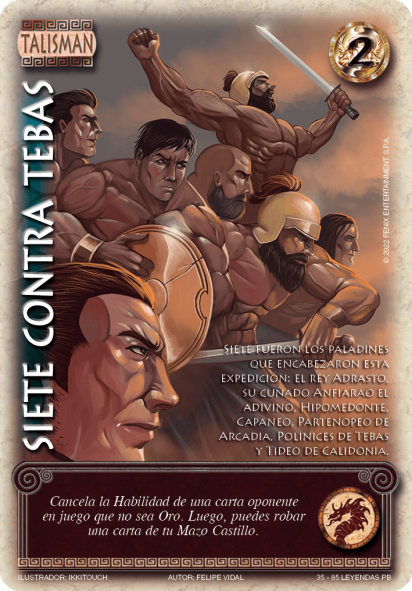 TALISMAN
2
SIETE CONTRA TEBAS
© 2022 FENIX ENTERTAINMENT S.P.A.
Siete fueron los paladines
que encabezaron esta
expedición: el rey Adrasto,
su cuñado Anfiarao el
adivino, Hipomedonte,
Capaneo, Partenopeo de
Arcadia, Polinices de Tebas
y Tideo de Calidonia.
Cancela la Habilidad de una carta oponente
en juego que no sea Oro. Luego, puedes robar
una carta de tu Mazo Castillo.
ILUSTRADOR: IKKITOUCH
AUTOR: FELIPE VIDAL
35 - 85 LEYENDAS PB